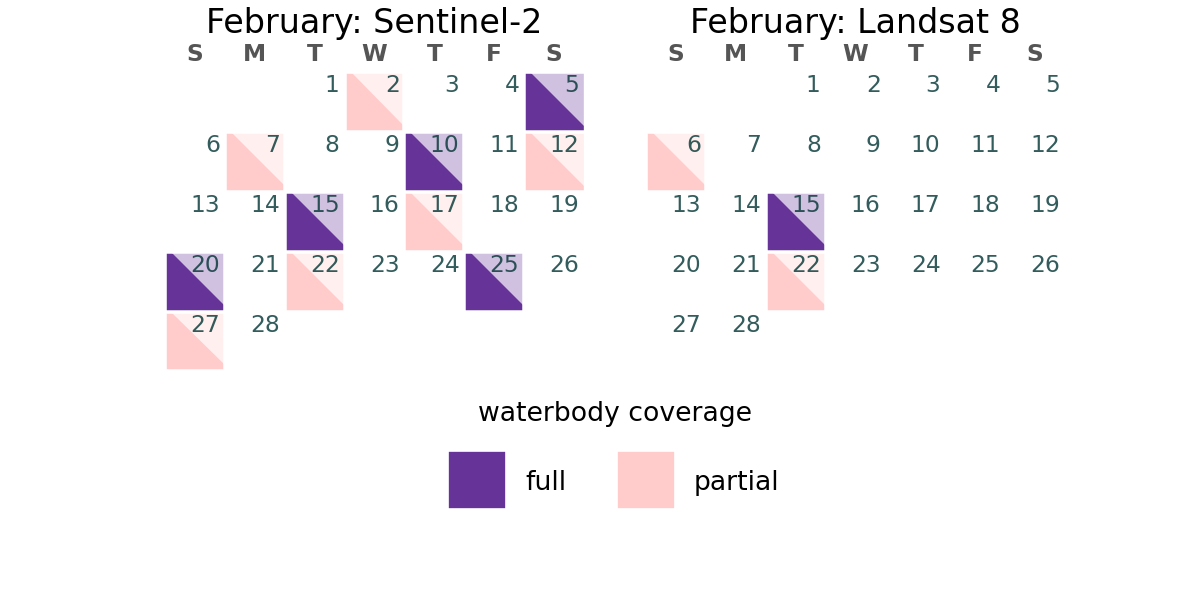 February: Sentinel-2
S M T W T F S
1 2 3 4 5
6 7 8 9 10 11 12
13 14 15 16 17 18 19
20 21 22 23 24 25 26
27 28
February: Landsat 8
S M T W T F S
1 2 3 4 5
6 7 8 9 10 11 12
13 14 15 16 17 18 19
20 21 22 23 24 25 26
27 28
waterbody coverage
full
partial